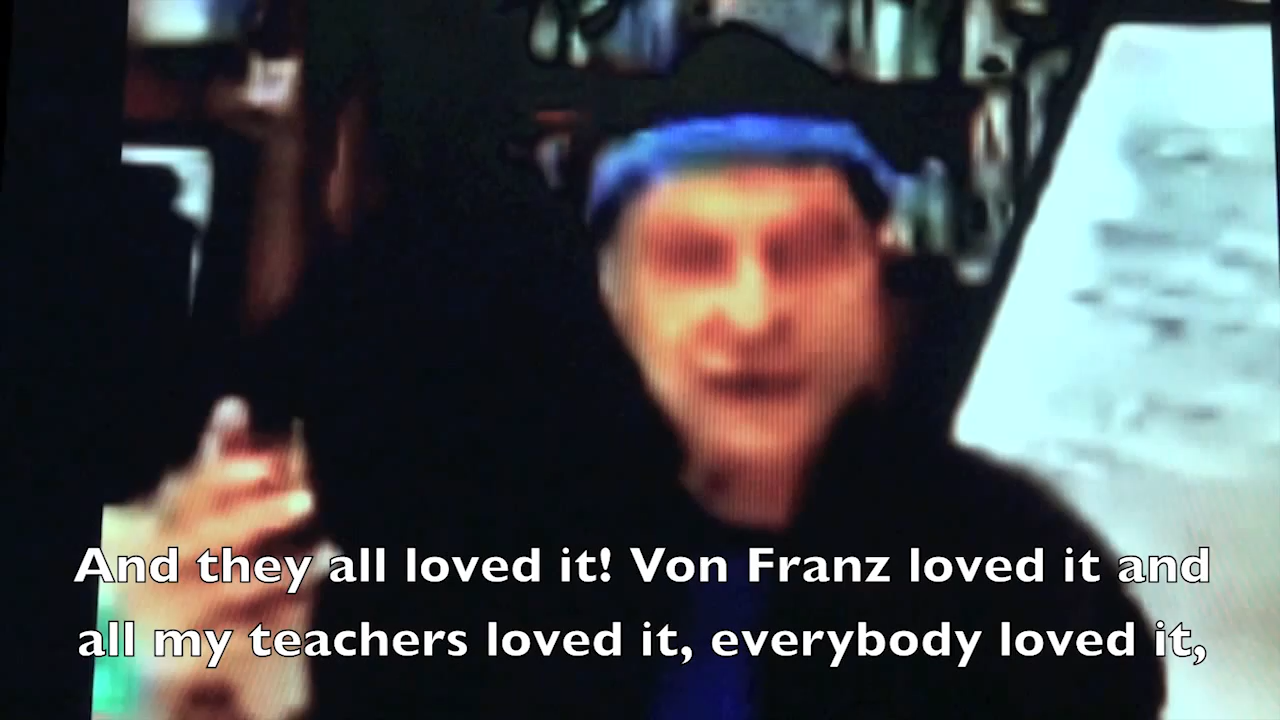 And they all loved it! Von Franz loved it and
all my teachers loved it, everybody loved it,